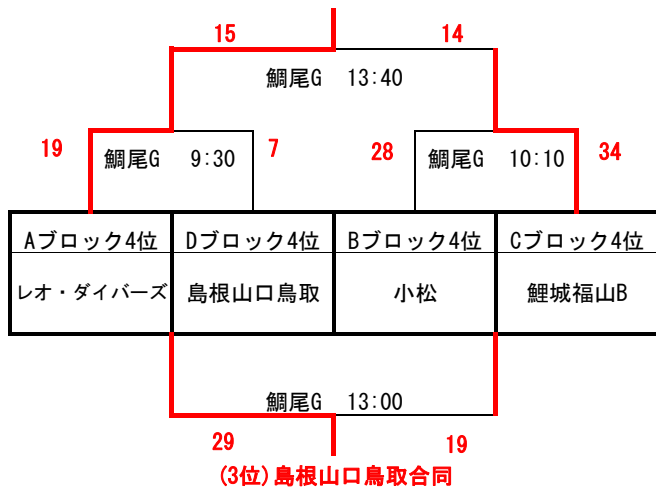 15 14
鯛尾G 13:40
19 鯛尾G 9:30 7 28 鯛尾G 10:10 34
Aブロック4位 Dブロック4位 Bブロック4位 Cブロック4位
レオ・ダイバーズ 島根山口鳥取 小松 鯉城福山B
鯛尾G 13:00
29 19
(3位)島根山口鳥取合同